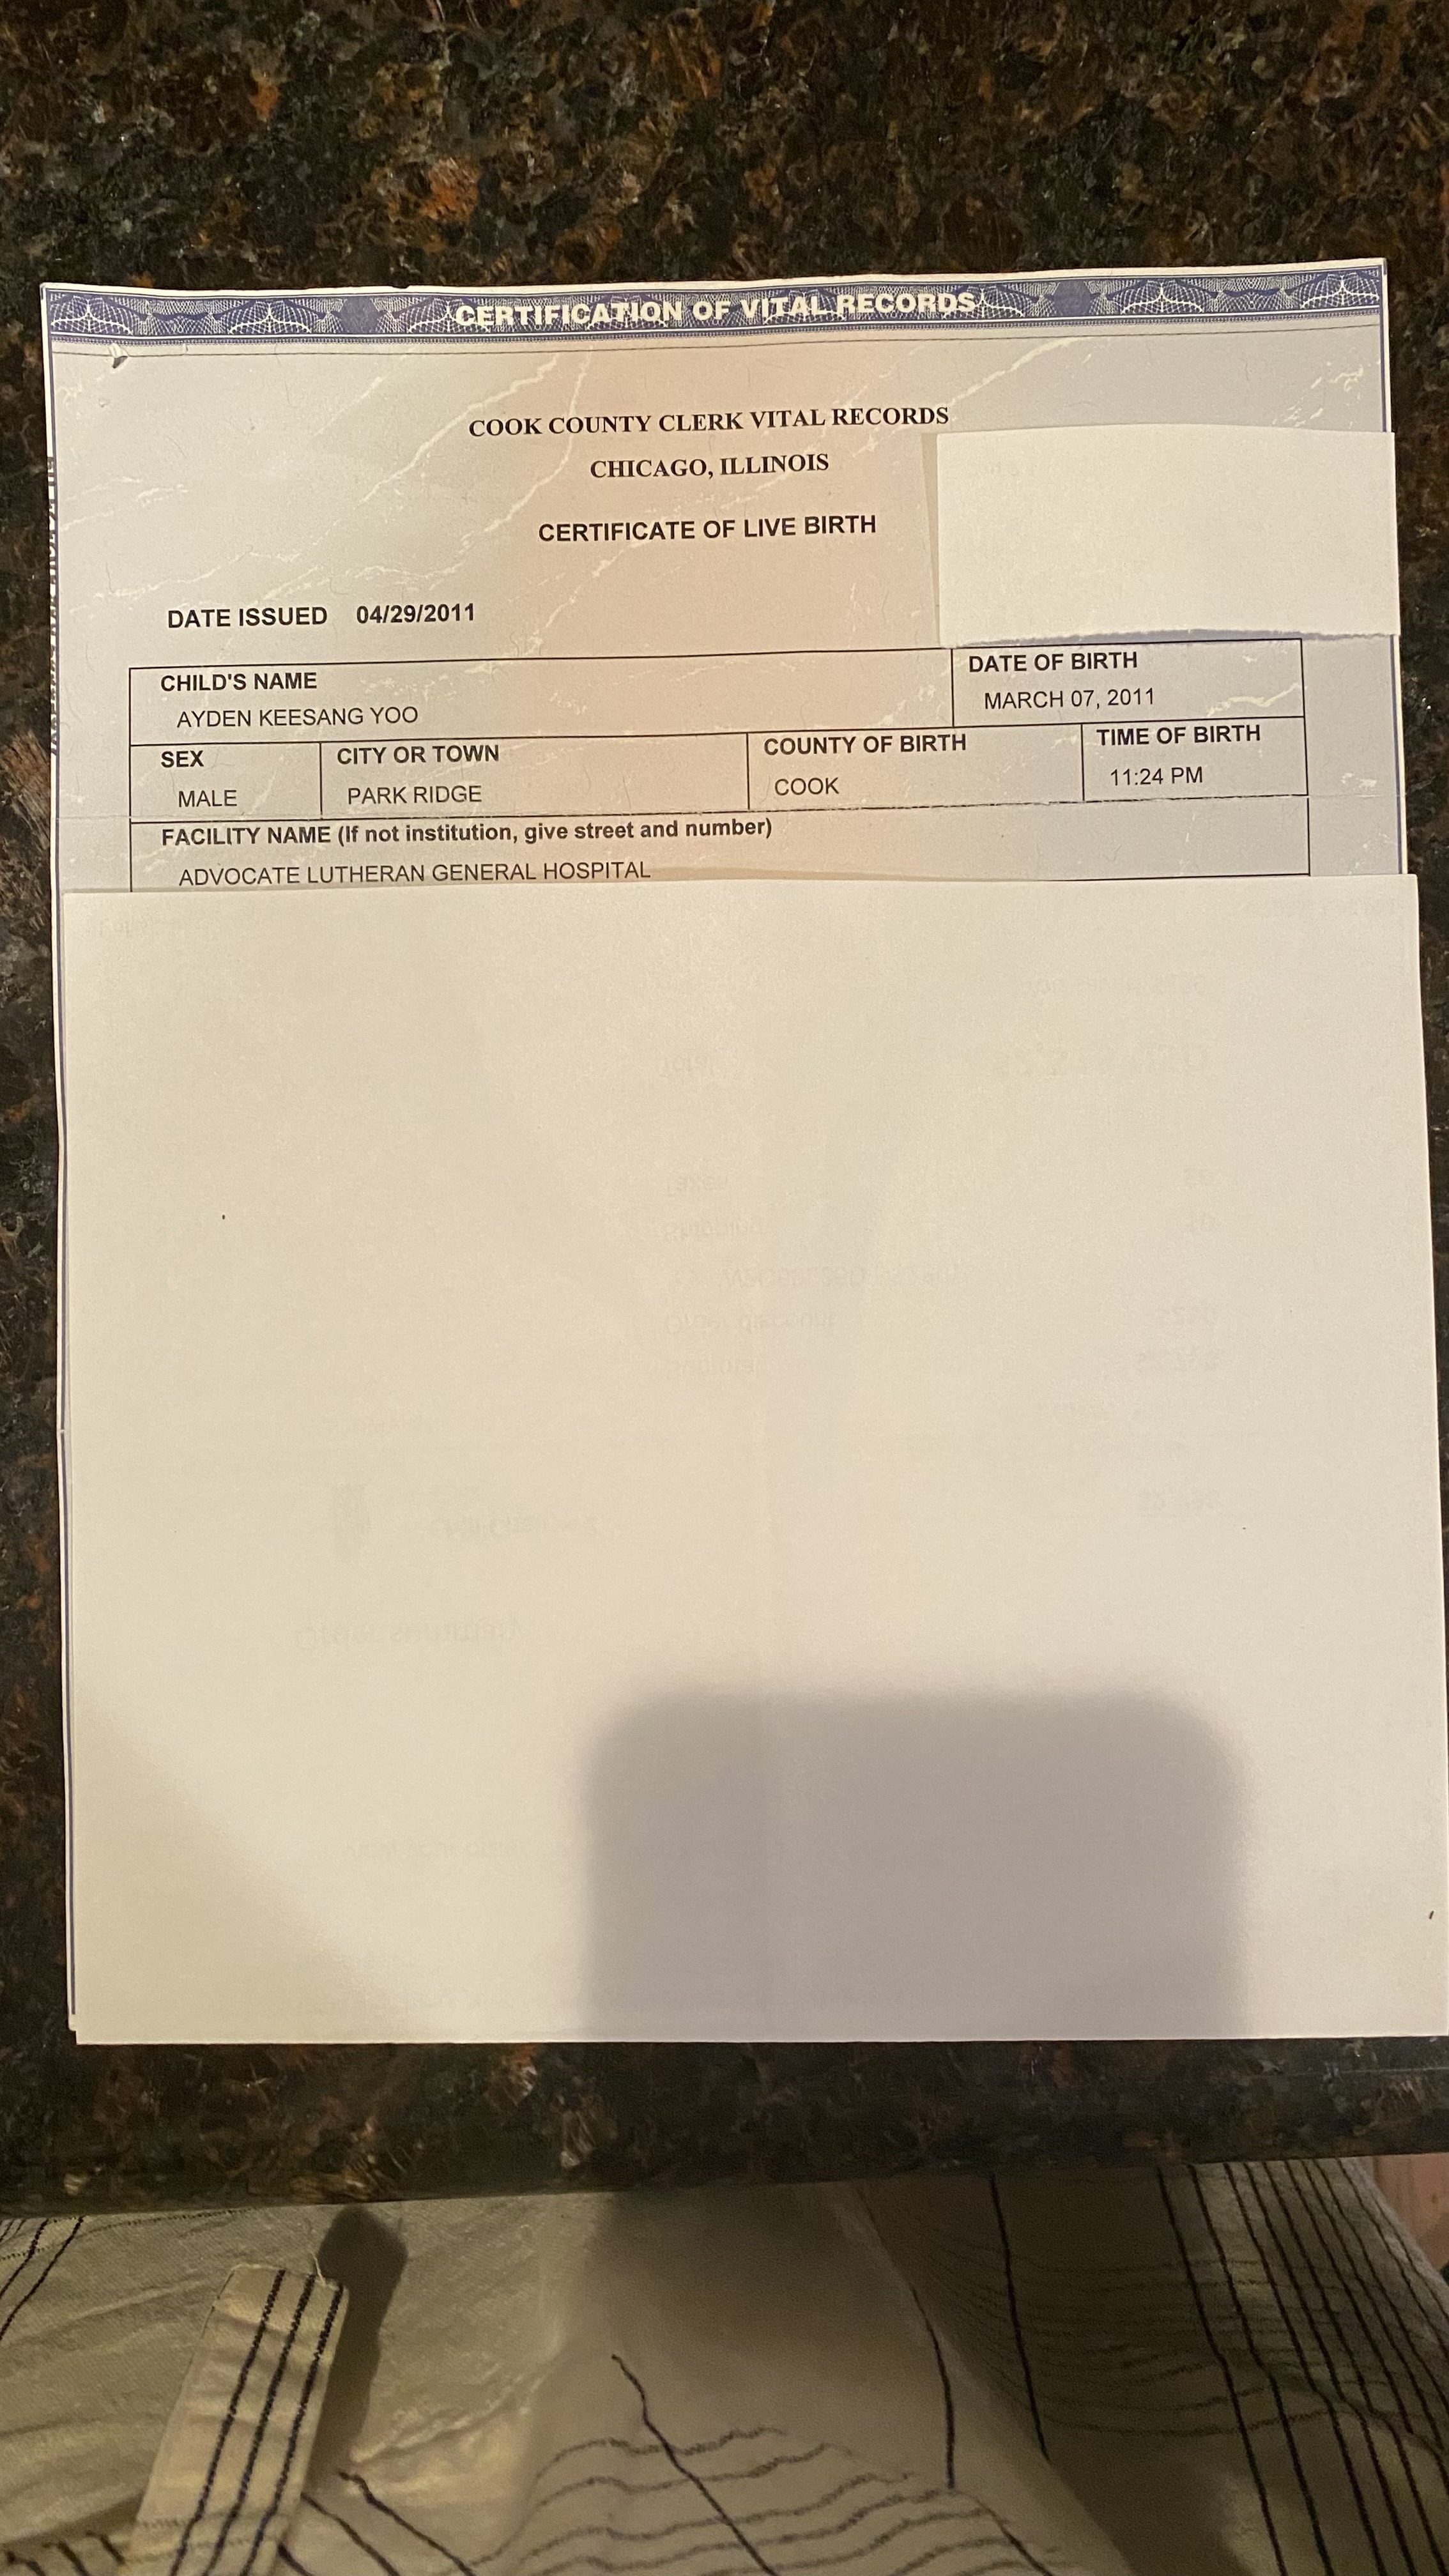 CERTIFICATION OF VITAL RECORDS
COOK COUNTY CLERK VITAL RECORDS
CHICAGO, ILLINOIS
CERTIFICATE OF LIVE BIRTH
DATE ISSUED 04/29/2011
CHILD'S NAME
AYDEN KEESANG YOO
DATE OF BIRTH
MARCH 07, 2011
SEX
MALE
CITY OR TOWN
PARK RIDGE
COUNTY OF BIRTH
COOK
TIME OF BIRTH
11:24 PM
FACILITY NAME (If not institution, give street and number)
ADVOCATE LUTHERAN GENERAL HOSPITAL